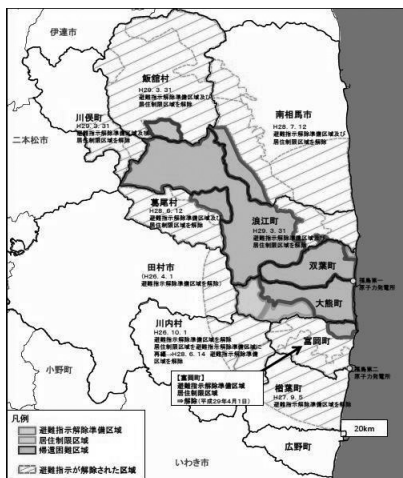 伊達市
飯舘村
H29.3.31
避難指示解除準備区域及び
居住制限区域を解除
南相馬市
H28.7.12
避難指示解除準備区域及び
居住制限区域を解除
川俣町
H29.3.31
避難指示解除準備区域及び
居住制限区域を解除
二本松市
葛尾村
H28.6.12
避難指示解除準備区域及び
居住制限区域を解除
浪江町
H29.3.31
避難指示解除準備区域及び
居住制限区域を解除
双葉町
福島第一
原子力発電所
田村市
(H26.4.1
避難指示解除準備区域を解除)
大熊町
川内村
H26.10.1
避難指示解除準備区域を解除
居住制限区域を避難指示解除準備区域に
再編→H28.6.14 避難指示解除準備区域
を解除
富岡町
小野町
【富岡町】
避難指示解除準備区域
居住制限区域
⇒解除(平成29年4月1日)
福島第二
原子力発電所
楢葉町
H27.9.5
避難指示解除準備区域を解除
凡例
避難指示解除準備区域
居住制限区域
帰還困難区域
避難指示が解除された区域
20km
広野町
いわき市